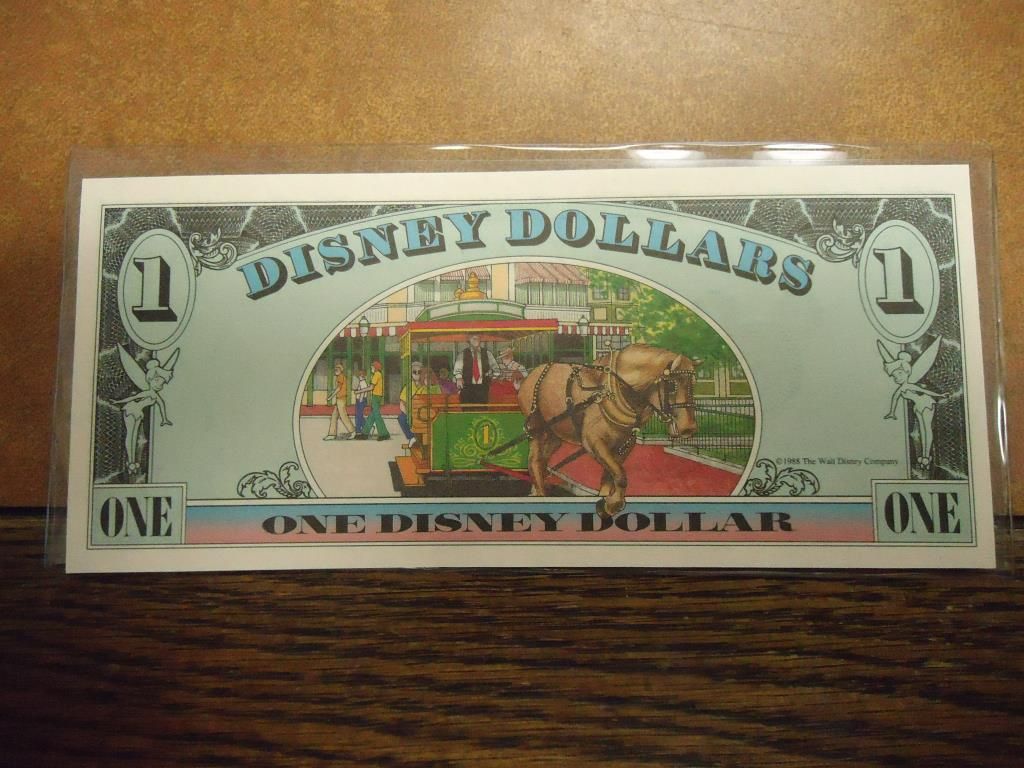 DISNEY DOLLARS
1 1
1
©1988 The Walt Disney Company
ONE ONE DISNEY DOLLAR ONE